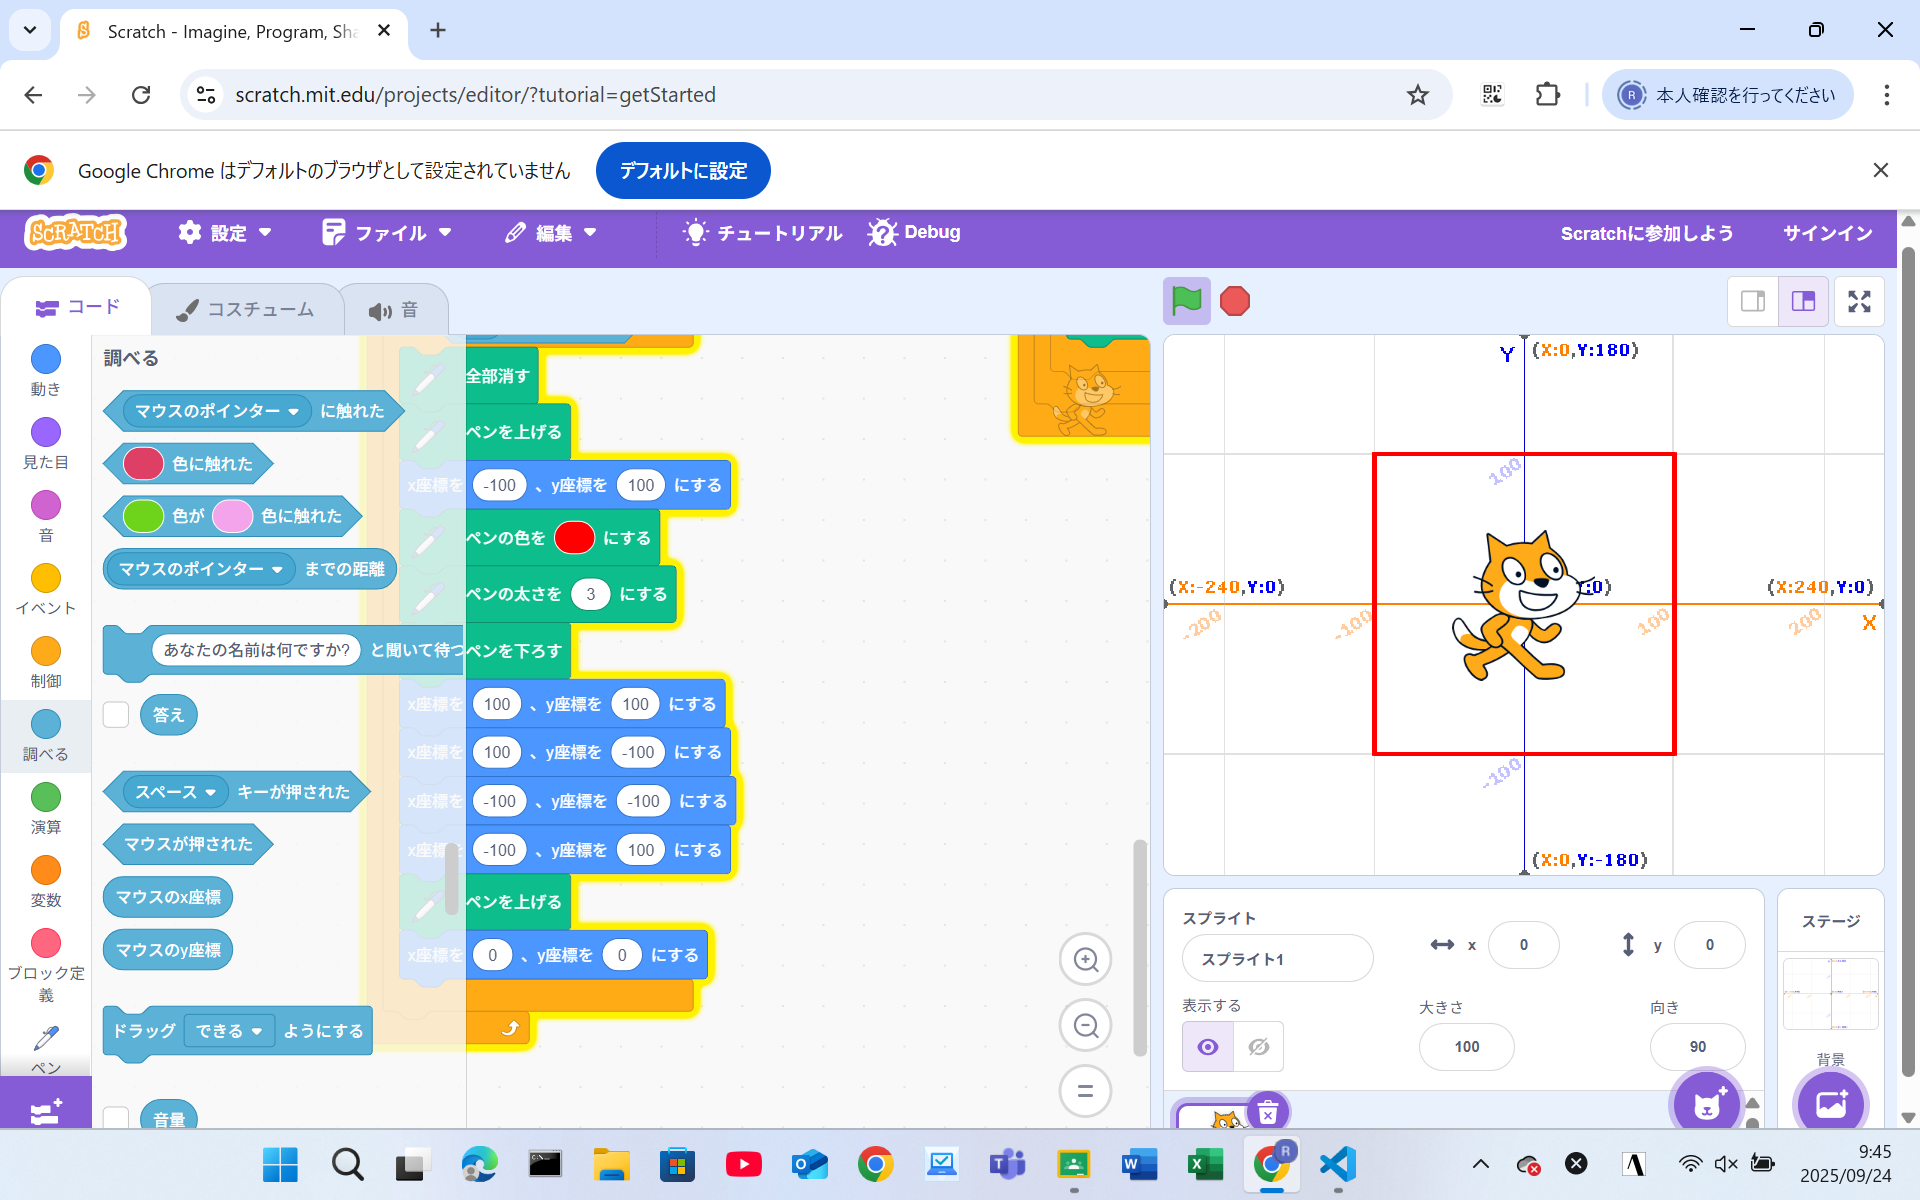 Scratch - Imagine, Program, Sha
scratch.mit.edu/projects/editor/?tutorial=getStarted
R
本人確認を行ってください
Google Chrome はデフォルトのブラウザとして設定されていません
デフォルトに設定
SCRATCH
設定
ファイル
編集
チュートリアル
Debug
Scratchに参加しよう
サインイン
コード
コスチューム
音
動き
見た目
音
イベント
制御
調べる
演算
変数
ブロック定
義
ペン
調べる
マウスのポインター に触れた
色に触れた
色が 色に触れた
マウスのポインター までの距離
あなたの名前は何ですか? と聞いて待つ
答え
スペース キーが押された
マウスが押された
マウスのx座標
マウスのy座標
ドラッグ できる ようにする
音量
全部消す
ペンを上げる
x座標を -100 、y座標を 100 にする
ペンの色を にする
ペンの太さを 3 にする
ペンを下ろす
x座標を 100 、y座標を 100 にする
x座標を 100 、y座標を -100 にする
x座標を -100 、y座標を -100 にする
x座標を -100 、y座標を 100 にする
ペンを上げる
x座標を 0 、y座標を 0 にする
Y (X:0,Y:180)
100
(X:-240,Y:0)
:0)
(X:240,Y:0)
-200
-100
100
200
X
-100
(X:0,Y:-180)
スプライト
スプライト1
x 0
y 0
表示する
大きさ
100
向き
90
ステージ
背景
R
9:45
2025/09/24